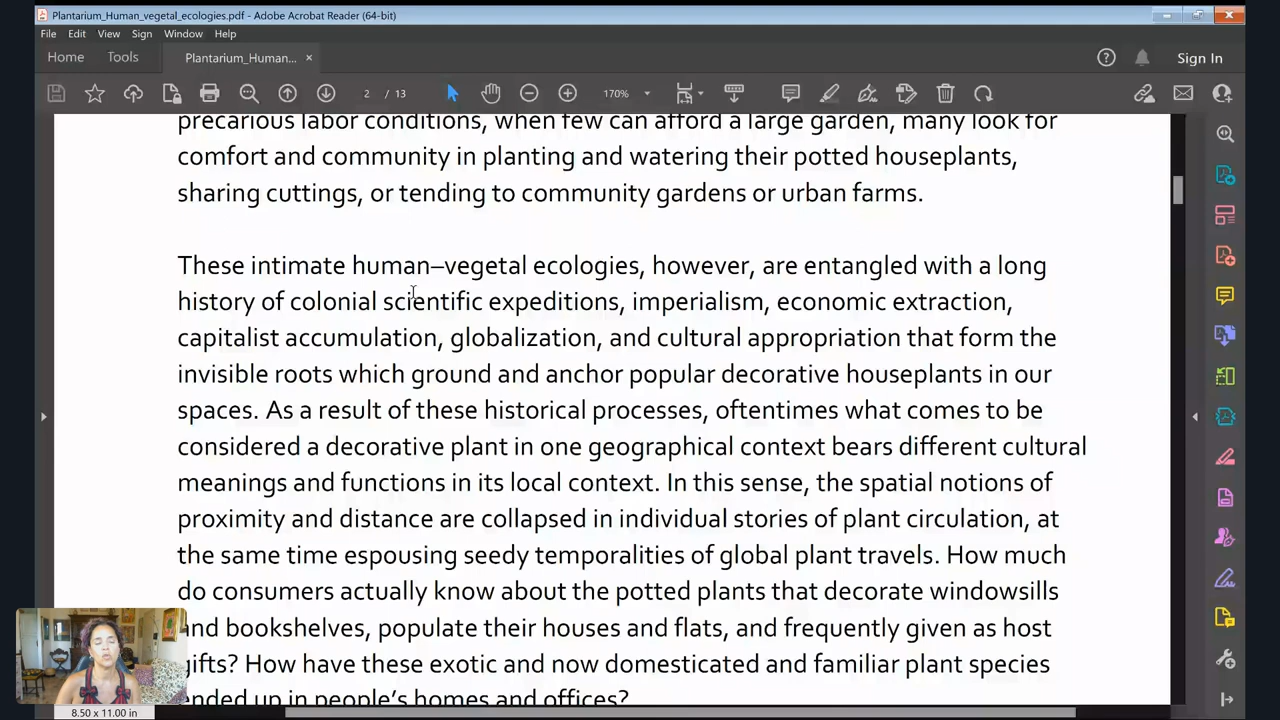 Plantarium_Human_vegetal_ecologies.pdf - Adobe Acrobat Reader (64-bit)
File Edit View Sign Window Help
Home Tools Plantarium_Human... × Sign In
2 / 13 170%
precarious labor conditions, when few can afford a large garden, many look for
comfort and community in planting and watering their potted houseplants,
sharing cuttings, or tending to community gardens or urban farms.
These intimate human–vegetal ecologies, however, are entangled with a long
history of colonial scientific expeditions, imperialism, economic extraction,
capitalist accumulation, globalization, and cultural appropriation that form the
invisible roots which ground and anchor popular decorative houseplants in our
spaces. As a result of these historical processes, oftentimes what comes to be
considered a decorative plant in one geographical context bears different cultural
meanings and functions in its local context. In this sense, the spatial notions of
proximity and distance are collapsed in individual stories of plant circulation, at
the same time espousing seedy temporalities of global plant travels. How much
do consumers actually know about the potted plants that decorate windowsills
and bookshelves, populate their houses and flats, and frequently given as host
gifts? How have these exotic and now domesticated and familiar plant species
ended up in people's homes and offices?
8.50 x 11.00 in